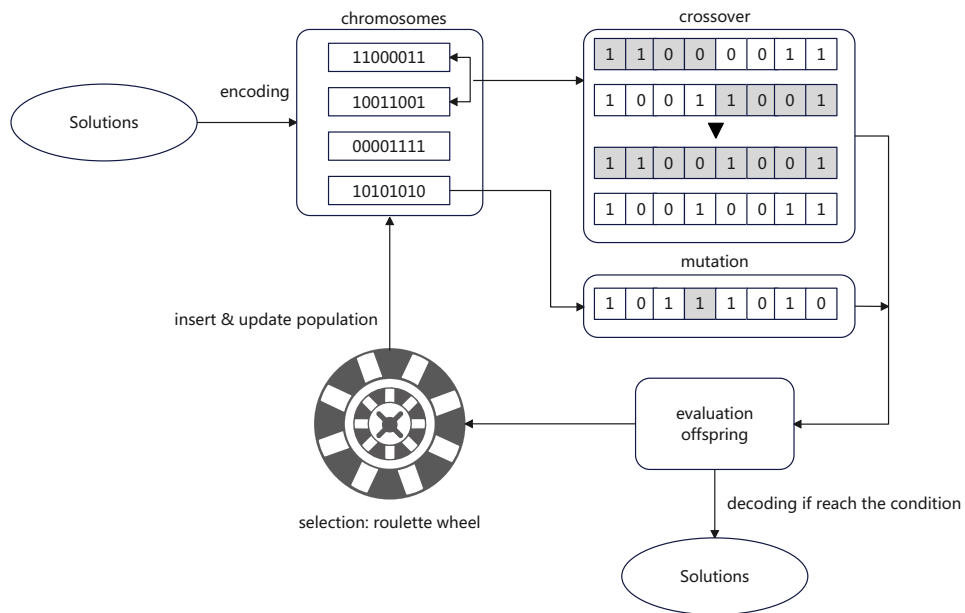 chromosomes
11000011
10011001
00001111
10101010
encoding
Solutions
crossover
1 1 0 0 0 0 1 1
1 0 0 1 1 0 0 1
1 1 0 0 1 0 0 1
1 0 0 1 0 0 1 1
mutation
1 0 1 1 1 0 1 0
insert & update population
evaluation
offspring
selection: roulette wheel
decoding if reach the condition
Solutions